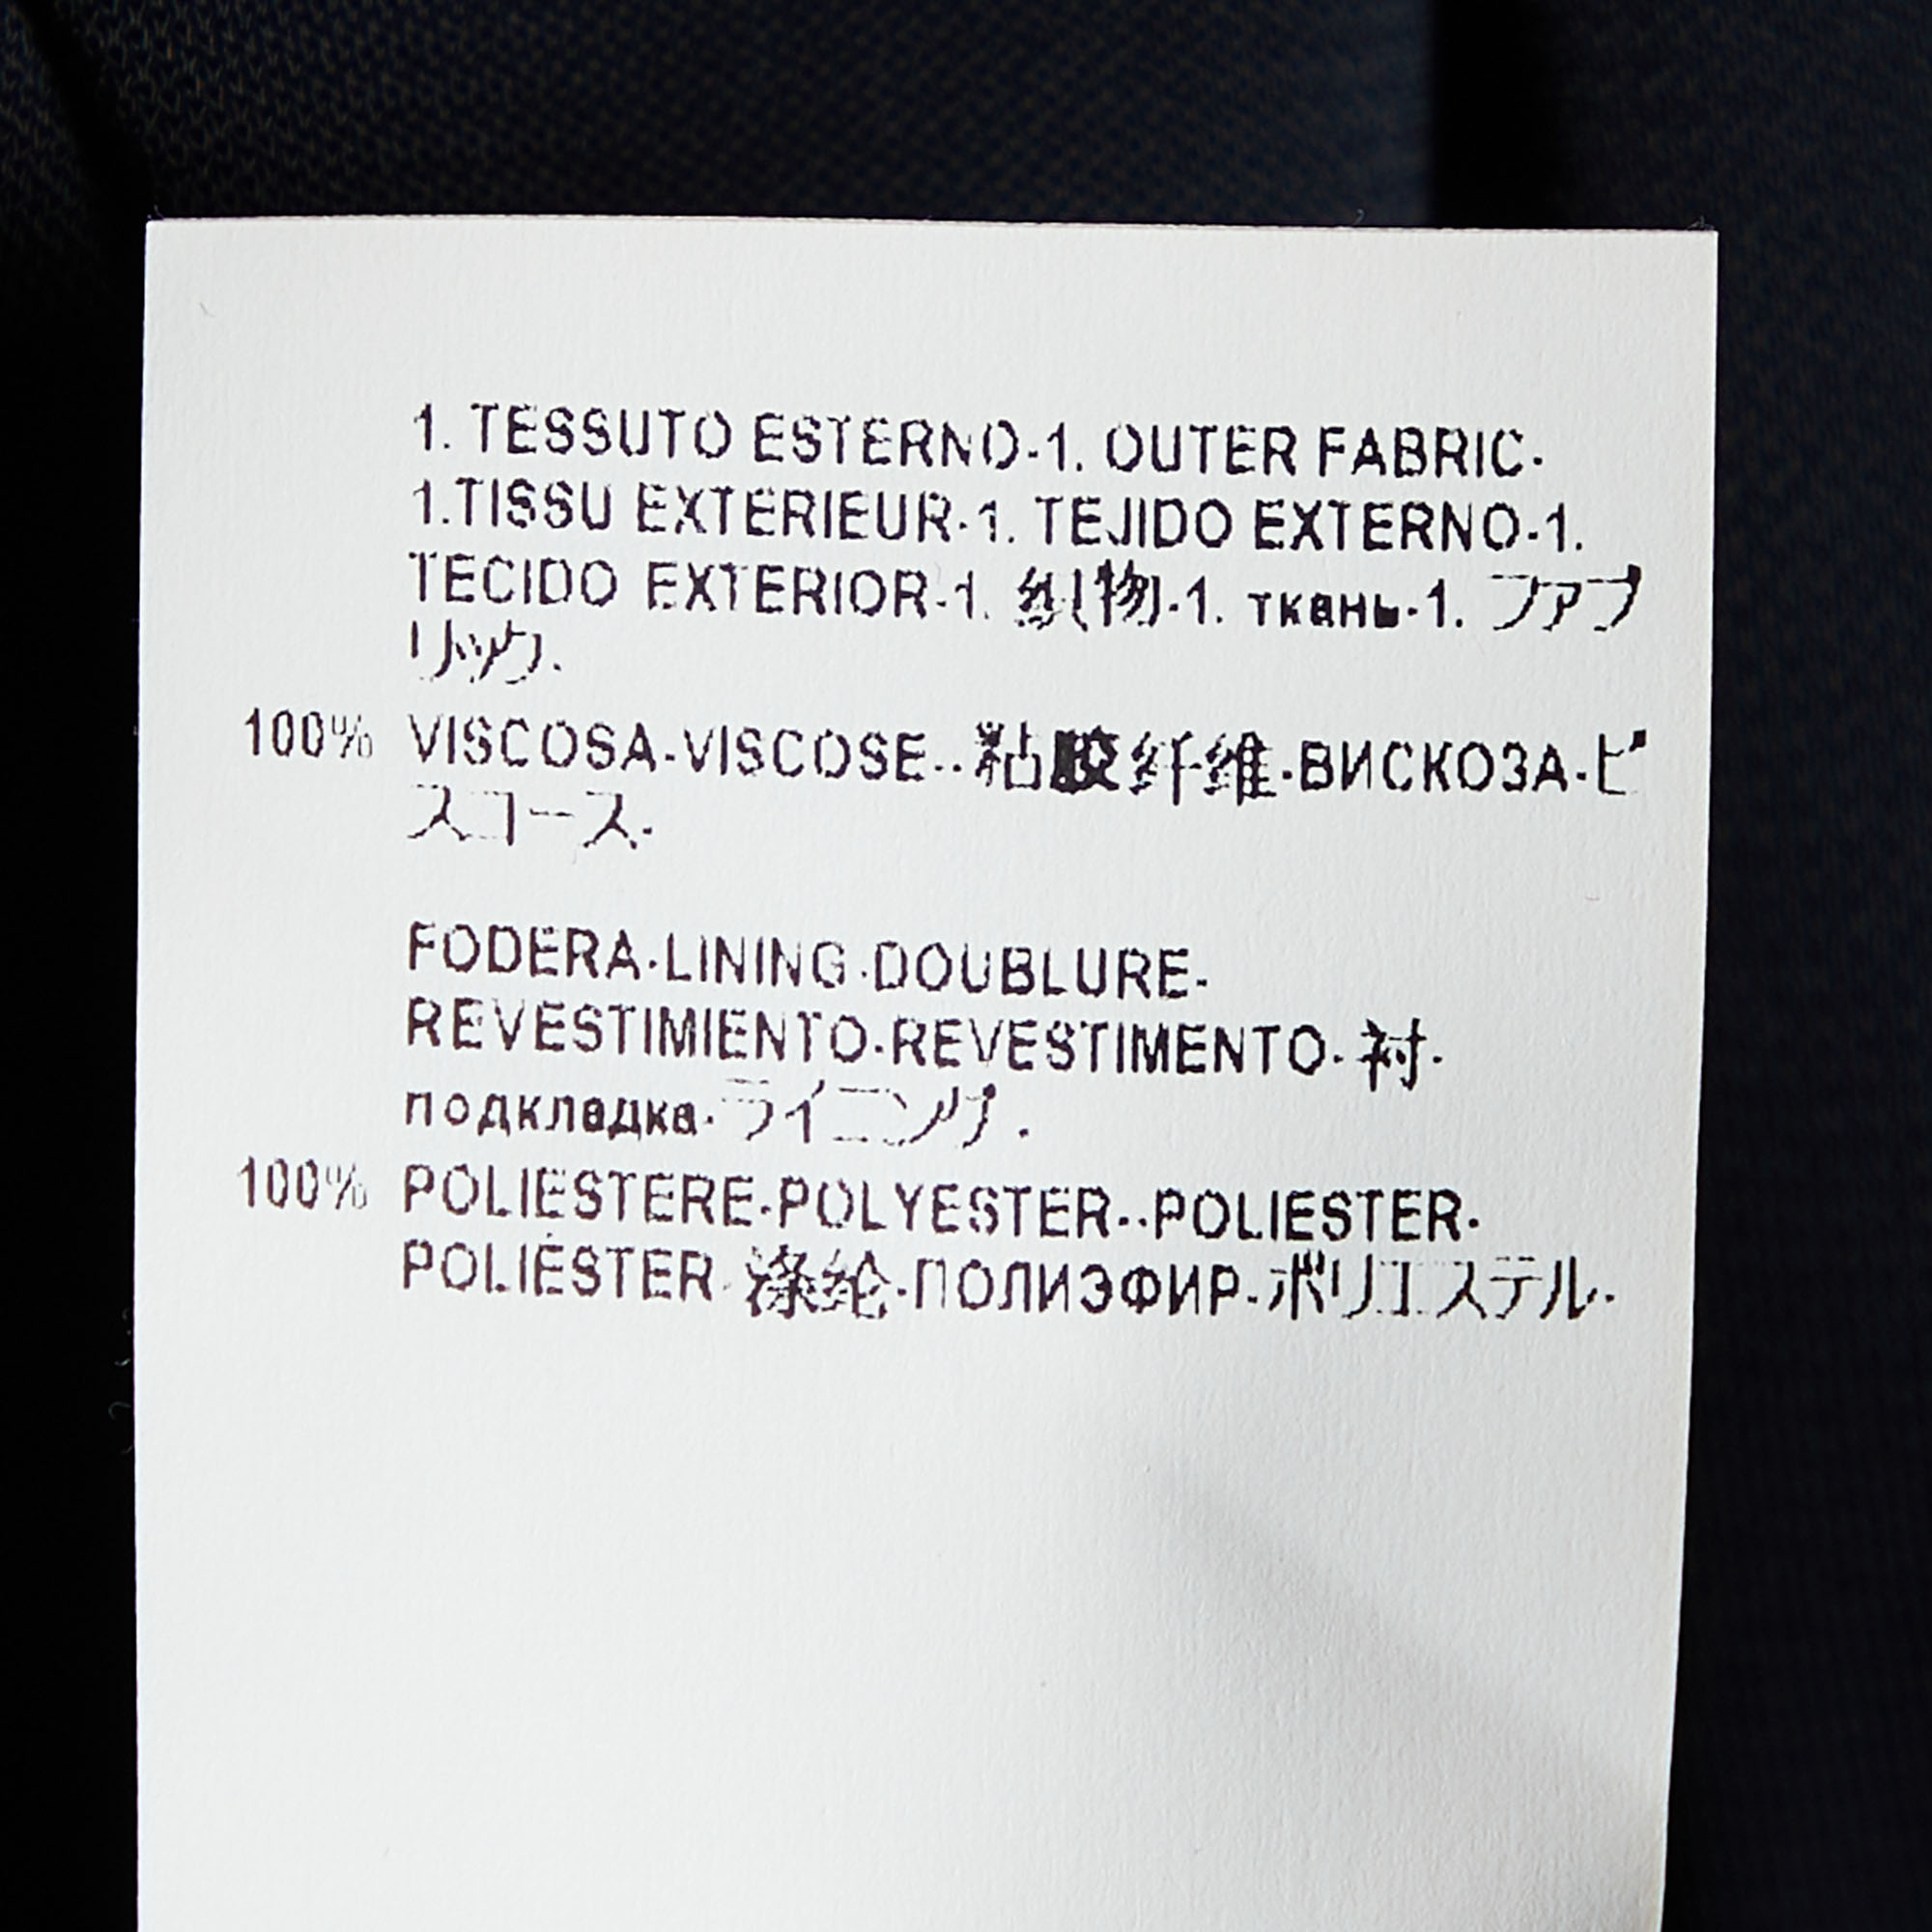 1. TESSUTO ESTERNO-1. OUTER FABRIC-
1.TISSU EXTERIEUR-1. TEJIDO EXTERNO-1.
TECIDO EXTERIOR-1. 织物-1. ткань-1. ファブ
リック.
100% VISCOSA-VISCOSE--粘胶纤维-ВИСКОЗА-ビ
スコース-
FODERA-LINING-DOUBLURE-
REVESTIMIENTO-REVESTIMENTO- 衬-
подкладка-ライニング .
100% POLIESTERE-POLYESTER--POLIESTER-
POLIÉSTER-涤纶-ПОЛИЭФИР-ポリエステル-